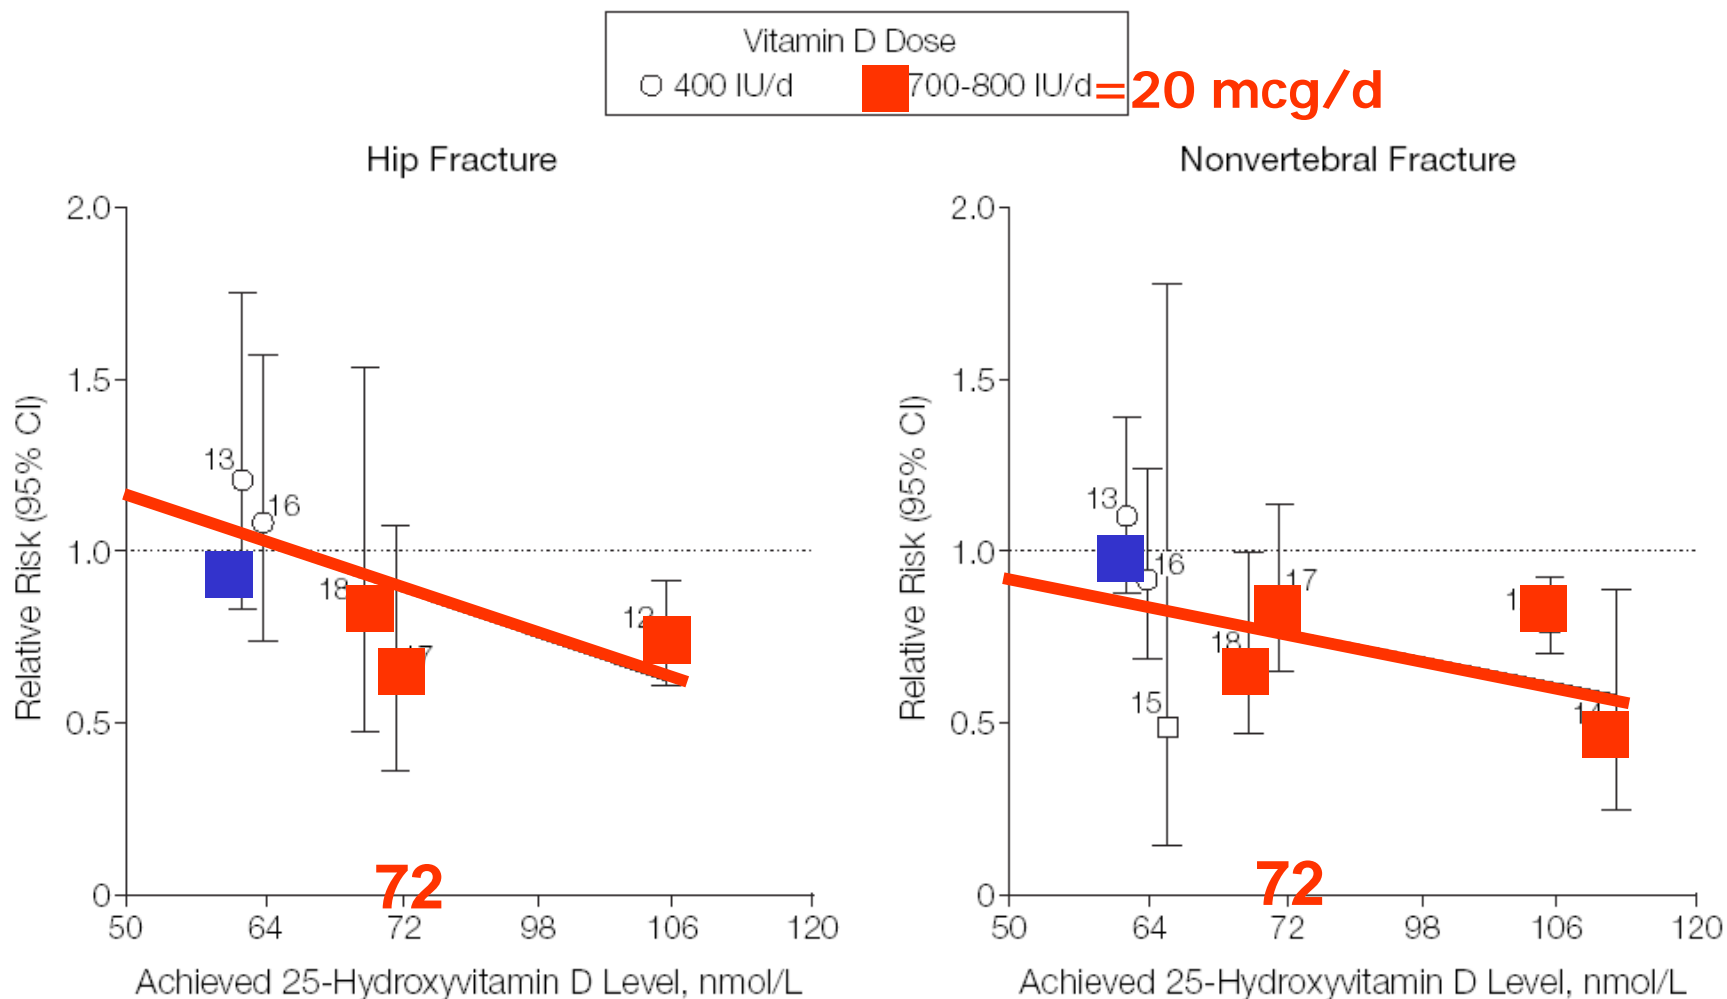 Vitamin D Dose
400 IU/d 700-800 IU/d =20 mcg/d
Hip Fracture
Relative Risk (95% CI)
2.0
1.5
1.0
0.5
0
13
16
18
12
72
50 64 72 98 106 120
Achieved 25-Hydroxyvitamin D Level, nmol/L
Nonvertebral Fracture
Relative Risk (95% CI)
2.0
1.5
1.0
0.5
0
13
16
17
18
15
72
50 64 72 98 106 120
Achieved 25-Hydroxyvitamin D Level, nmol/L